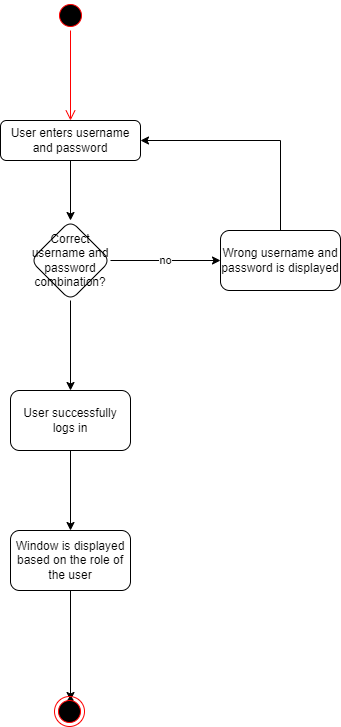 User enters username
and password
Correct
username and
password
combination?
no
Wrong username and
password is displayed
User successfully
logs in
Window is displayed
based on the role of
the user